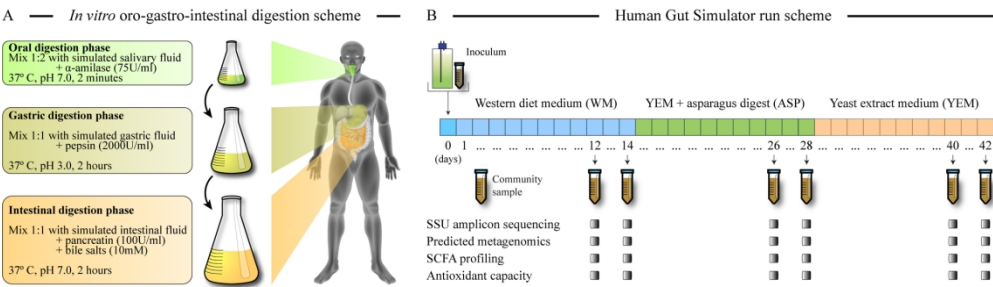 A
In vitro oro-gastro-intestinal digestion scheme
Oral digestion phase
Mix 1:2 with simulated salivary fluid
+ α-amilase (75U/ml)
37º C, pH 7.0, 2 minutes
Gastric digestion phase
Mix 1:1 with simulated gastric fluid
+ pepsin (2000U/ml)
37º C, pH 3.0, 2 hours
Intestinal digestion phase
Mix 1:1 with simulated intestinal fluid
+ pancreatin (100U/ml)
+ bile salts (10mM)
37º C, pH 7.0, 2 hours
B
Human Gut Simulator run scheme
Inoculum
Western diet medium (WM)
YEM + asparagus digest (ASP)
Yeast extract medium (YEM)
0 1 ... ... ... ... ... ... ... 12 ... 14 ... ... ... ... ... ... ... 26 ... 28 ... ... ... ... ... ... ... 40 ... 42
(days)
Community
sample
SSU amplicon sequencing
Predicted metagenomics
SCFA profiling
Antioxidant capacity